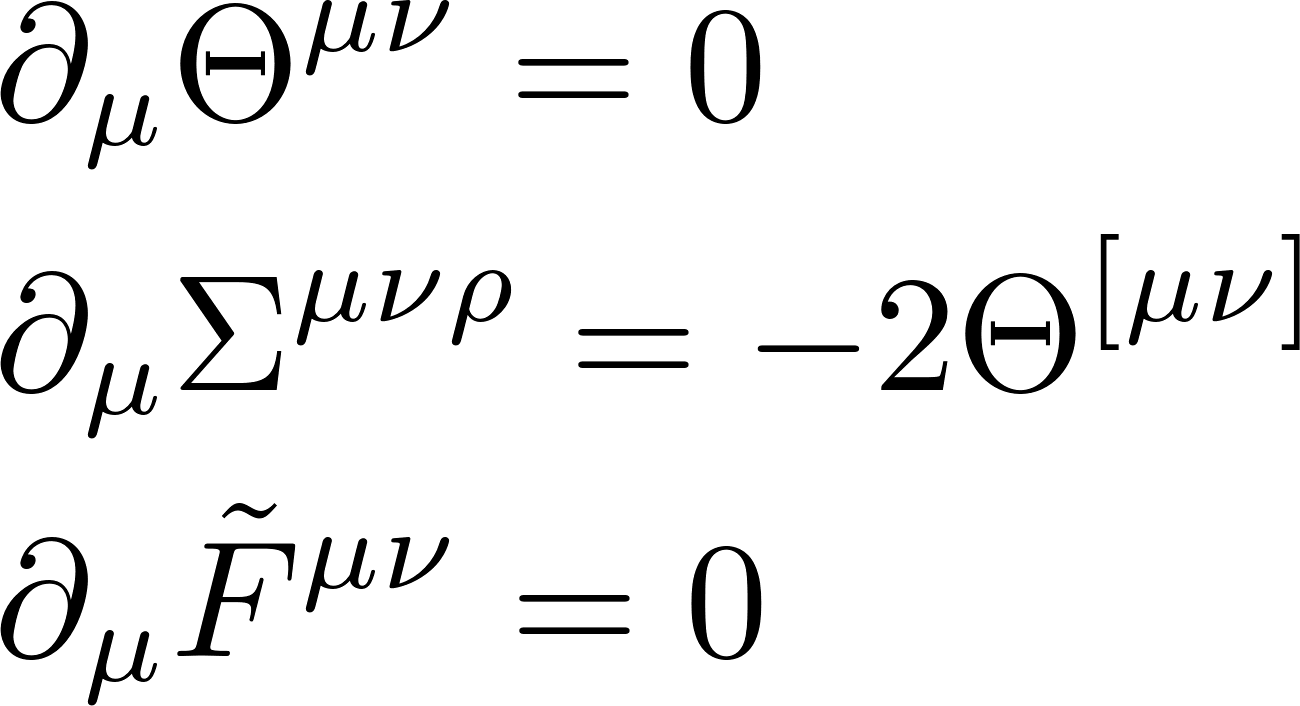 ∂_μ Θ^{μν} = 0
∂_μ Σ^{μνρ} = −2Θ^{[μν]}
∂_μ F̃^{μν} = 0